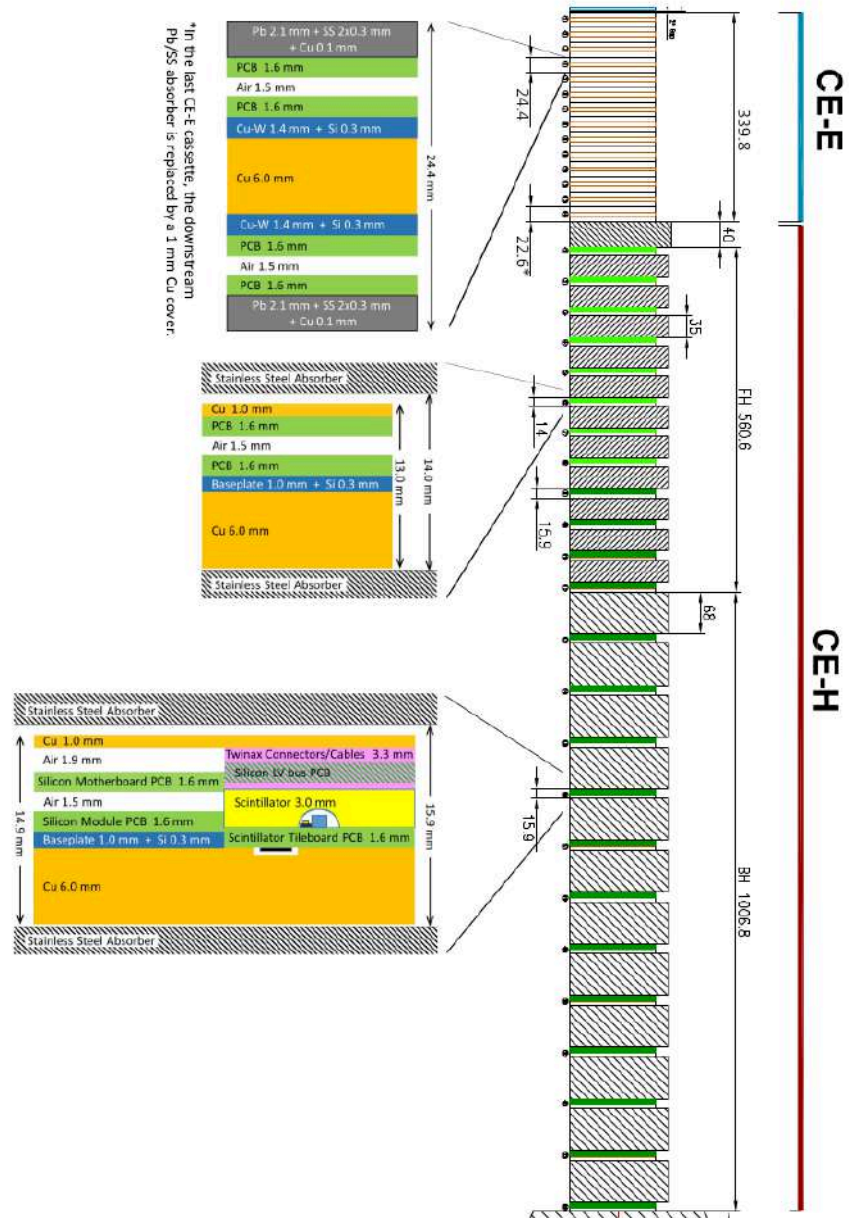 CE-E
CE-H
339.8
24.4
22.6*
40
35
FH 560.6
14
15.9
68
15.9
BH 1006.8
Pb 2.1 mm + SS 2x0.3 mm
+ Cu 0.1 mm
PCB 1.6 mm
Air 1.5 mm
PCB 1.6 mm
Cu-W 1.4 mm + Si 0.3 mm
Cu 6.0 mm
Cu-W 1.4 mm + Si 0.3 mm
PCB 1.6 mm
Air 1.5 mm
PCB 1.6 mm
Pb 2.1 mm + SS 2x0.3 mm
+ Cu 0.1 mm
24.4 mm
*In the last CE-E cassette, the downstream
Pb/SS absorber is replaced by a 1 mm Cu cover.
Stainless Steel Absorber
Cu 1.0 mm
PCB 1.6 mm
Air 1.5 mm
PCB 1.6 mm
Baseplate 1.0 mm + Si 0.3 mm
Cu 6.0 mm
Stainless Steel Absorber
13.0 mm
14.0 mm
Stainless Steel Absorber
Cu 1.0 mm
Air 1.9 mm
Silicon Motherboard PCB 1.6 mm
Air 1.5 mm
Silicon Module PCB 1.6 mm
Baseplate 1.0 mm + Si 0.3 mm
Cu 6.0 mm
Twinax Connectors/Cables 3.3 mm
Silicon LV bus PCB
Scintillator 3.0 mm
Scintillator Tileboard PCB 1.6 mm
Stainless Steel Absorber
14.9 mm
15.9 mm